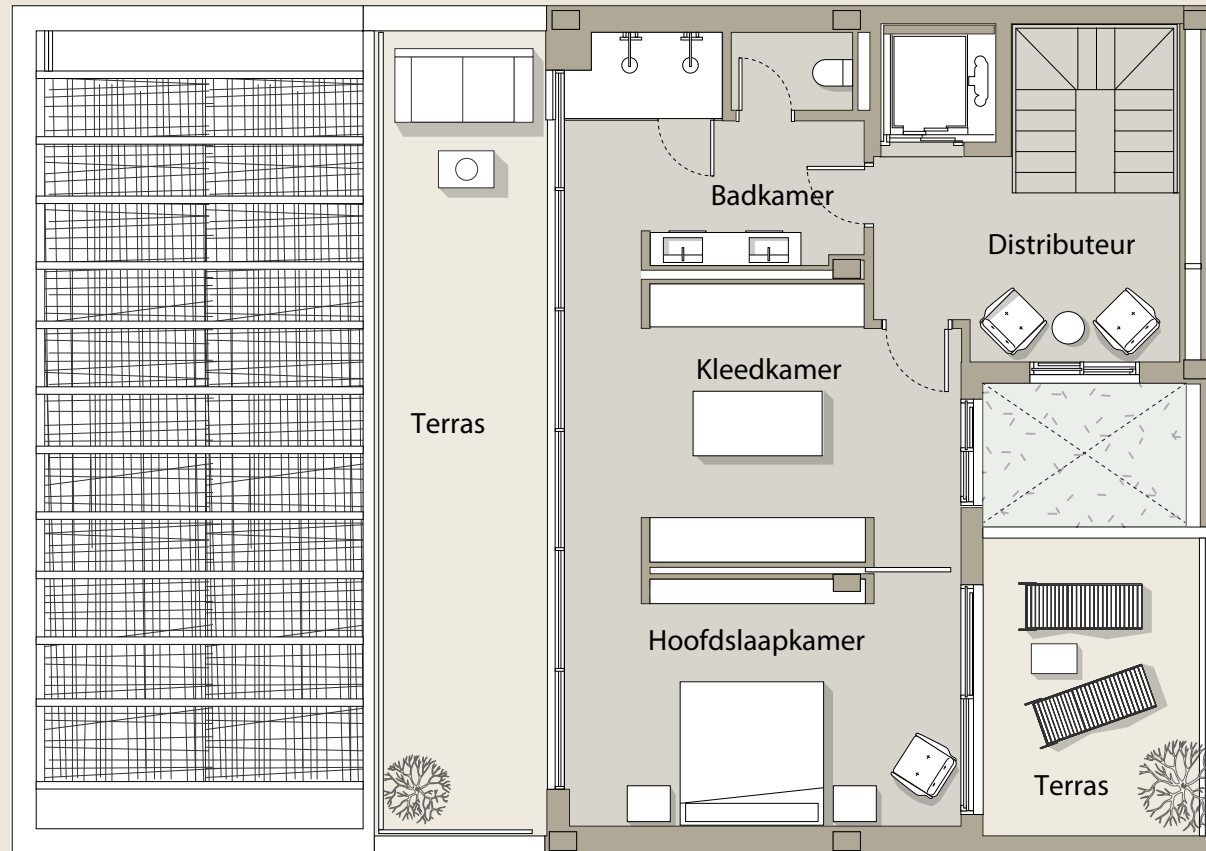 Badkamer
Distributeur
Kleedkamer
Terras
Hoofdslaapkamer
Terras